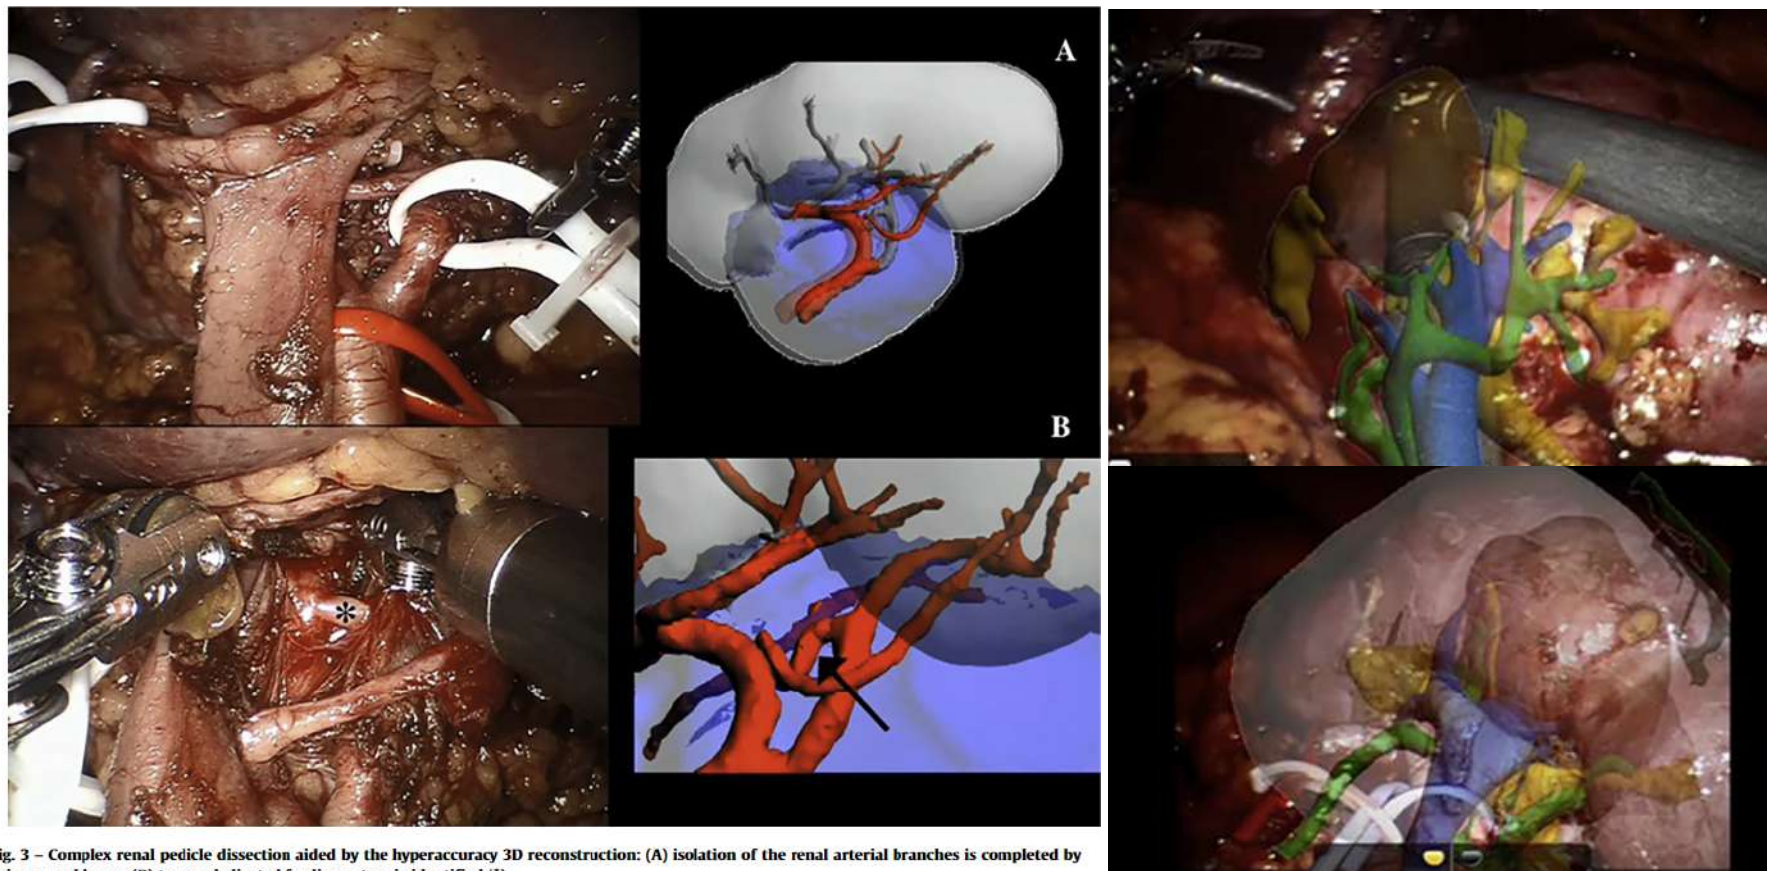 A
B
*
ig. 3 – Complex renal pedicle dissection aided by the hyperaccuracy 3D reconstruction: (A) isolation of the renal arterial branches is completed by